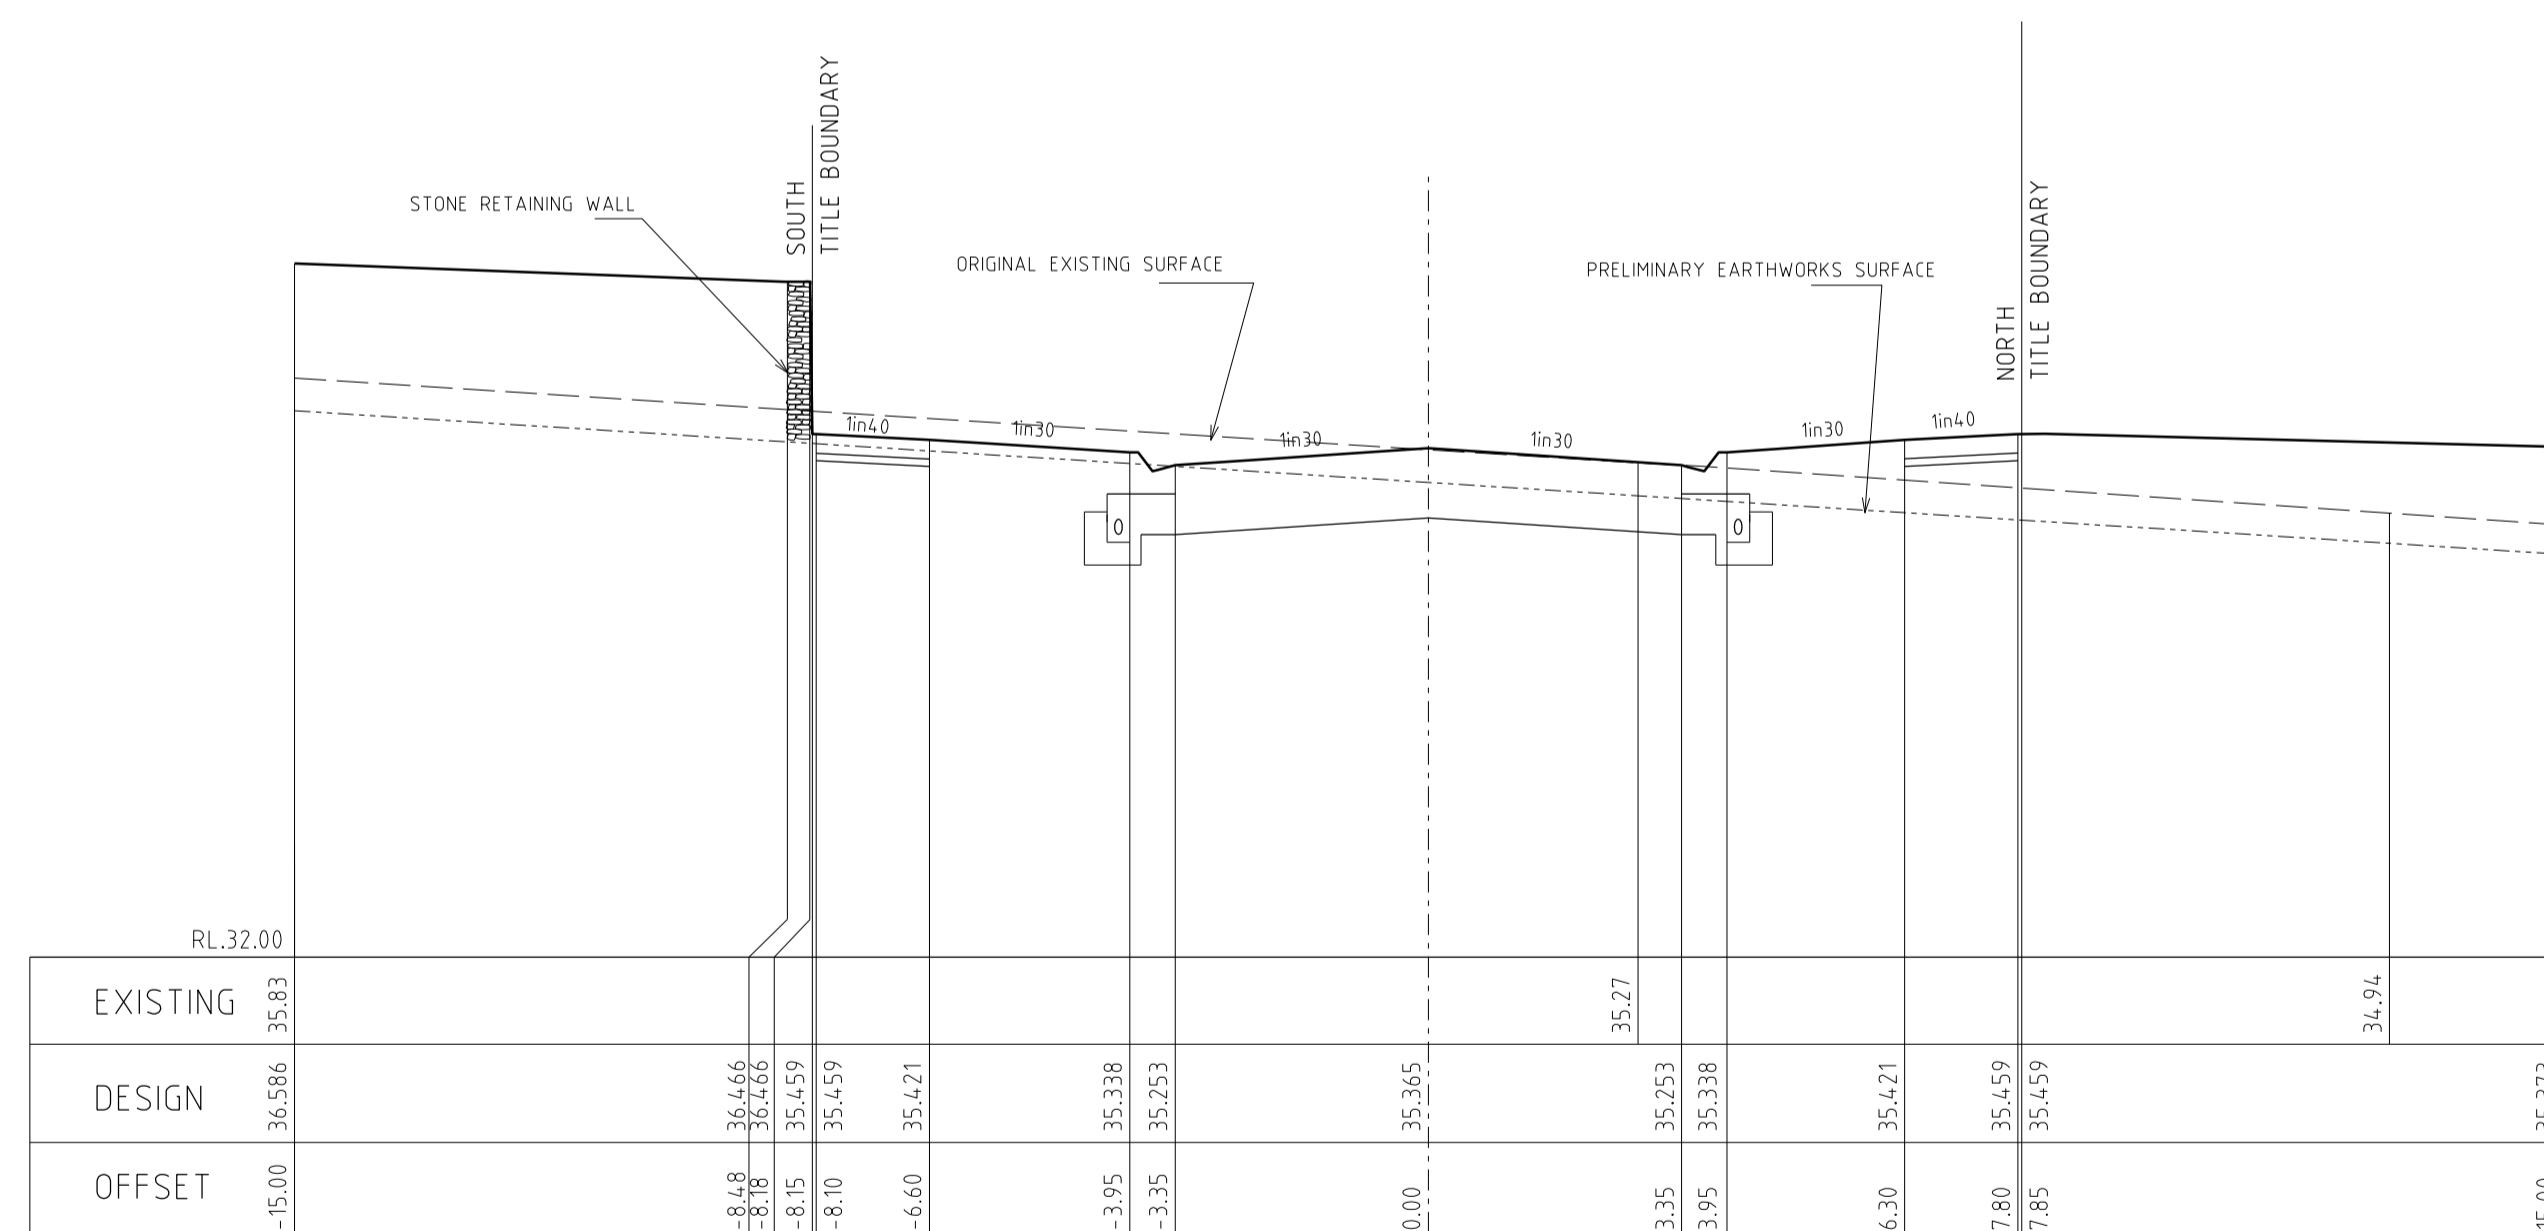 SOUTH
TITLE BOUNDARY
STONE RETAINING WALL
ORIGINAL EXISTING SURFACE
PRELIMINARY EARTHWORKS SURFACE
NORTH
TITLE BOUNDARY
1in40
1in30
1in30
1in30
1in30
1in40
0
0
RL.32.00
EXISTING
35.83
35.27
34.94
DESIGN
36.586
36.466
36.466
35.459
35.459
35.421
35.338
35.253
35.365
35.253
35.338
35.421
35.459
35.459
OFFSET
-15.00
-8.48
-8.18
-8.15
-8.10
-6.60
-3.95
-3.35
0.00
3.35
3.95
6.30
7.80
7.85